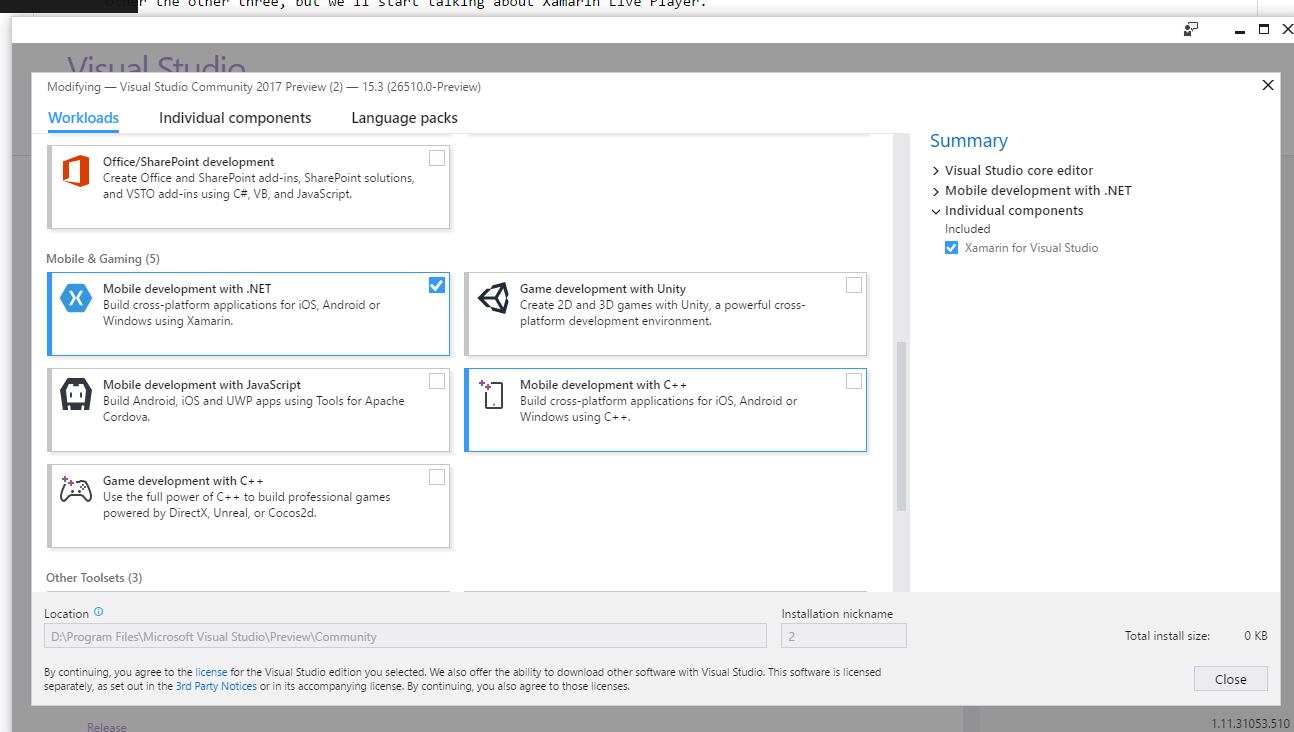 other the other three, but we'll start talking about Xamarin Live Player.
Visual Studio
Modifying — Visual Studio Community 2017 Preview (2) — 15.3 (26510.0-Preview)
Workloads
Individual components
Language packs
Office/SharePoint development
Create Office and SharePoint add-ins, SharePoint solutions,
and VSTO add-ins using C#, VB, and JavaScript.
Mobile & Gaming (5)
Mobile development with .NET
Build cross-platform applications for iOS, Android or
Windows using Xamarin.
Game development with Unity
Create 2D and 3D games with Unity, a powerful cross-
platform development environment.
Mobile development with JavaScript
Build Android, iOS and UWP apps using Tools for Apache
Cordova.
Mobile development with C++
Build cross-platform applications for iOS, Android or
Windows using C++.
Game development with C++
Use the full power of C++ to build professional games
powered by DirectX, Unreal, or Cocos2d.
Other Toolsets (3)
Summary
Visual Studio core editor
Mobile development with .NET
Individual components
Included
Xamarin for Visual Studio
Location
D:\Program Files\Microsoft Visual Studio\Preview\Community
Installation nickname
2
Total install size: 0 KB
By continuing, you agree to the license for the Visual Studio edition you selected. We also offer the ability to download other software with Visual Studio. This software is licensed
separately, as set out in the 3rd Party Notices or in its accompanying license. By continuing, you also agree to those licenses.
Close
Release
1.11.31053.510